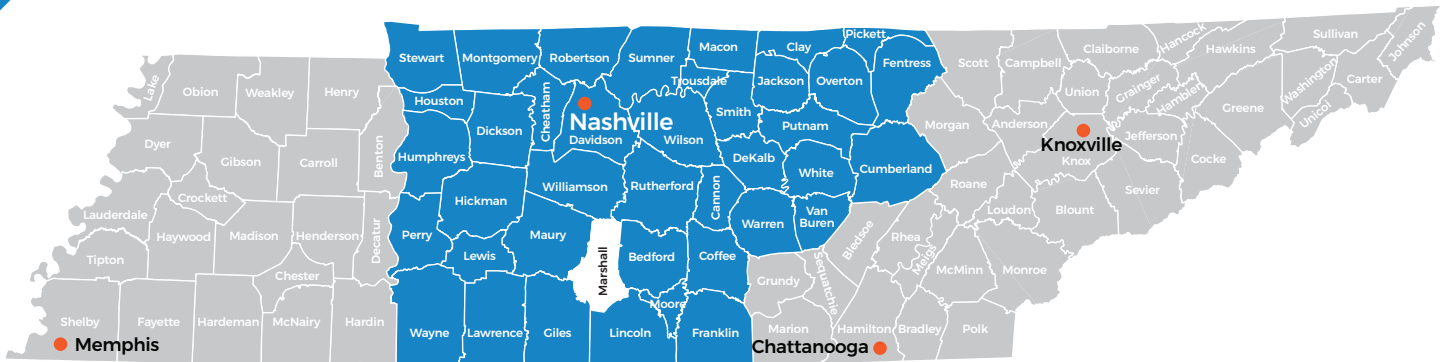 Stewart
Montgomery
Robertson
Sumner
Macon
Clay
Pickett
Fentress
Scott
Campbell
Claiborne
Hancock
Hawkins
Sullivan
Johnson
Lake
Obion
Weakley
Henry
Houston
Dickson
Cheatham
Nashville
Davidson
Wilson
Trousdale
Smith
Jackson
Overton
Putnam
Morgan
Anderson
Union
Grainger
Hamblen
Greene
Washington
Unicoi
Carter
Dyer
Gibson
Carroll
Benton
Humphreys
Hickman
Williamson
Rutherford
Cannon
DeKalb
White
Cumberland
Roane
Knoxville
Knox
Jefferson
Cocke
Sevier
Blount
Loudon
Lauderdale
Crockett
Haywood
Madison
Henderson
Decatur
Perry
Lewis
Maury
Marshall
Bedford
Coffee
Warren
Van
Buren
Bledsoe
Rhea
Meigs
McMinn
Monroe
Tipton
Chester
Grundy
Sequatchie
Shelby
Fayette
Hardeman
McNairy
Hardin
Wayne
Lawrence
Giles
Lincoln
Moore
Franklin
Marion
Hamilton
Bradley
Polk
Memphis
Chattanooga